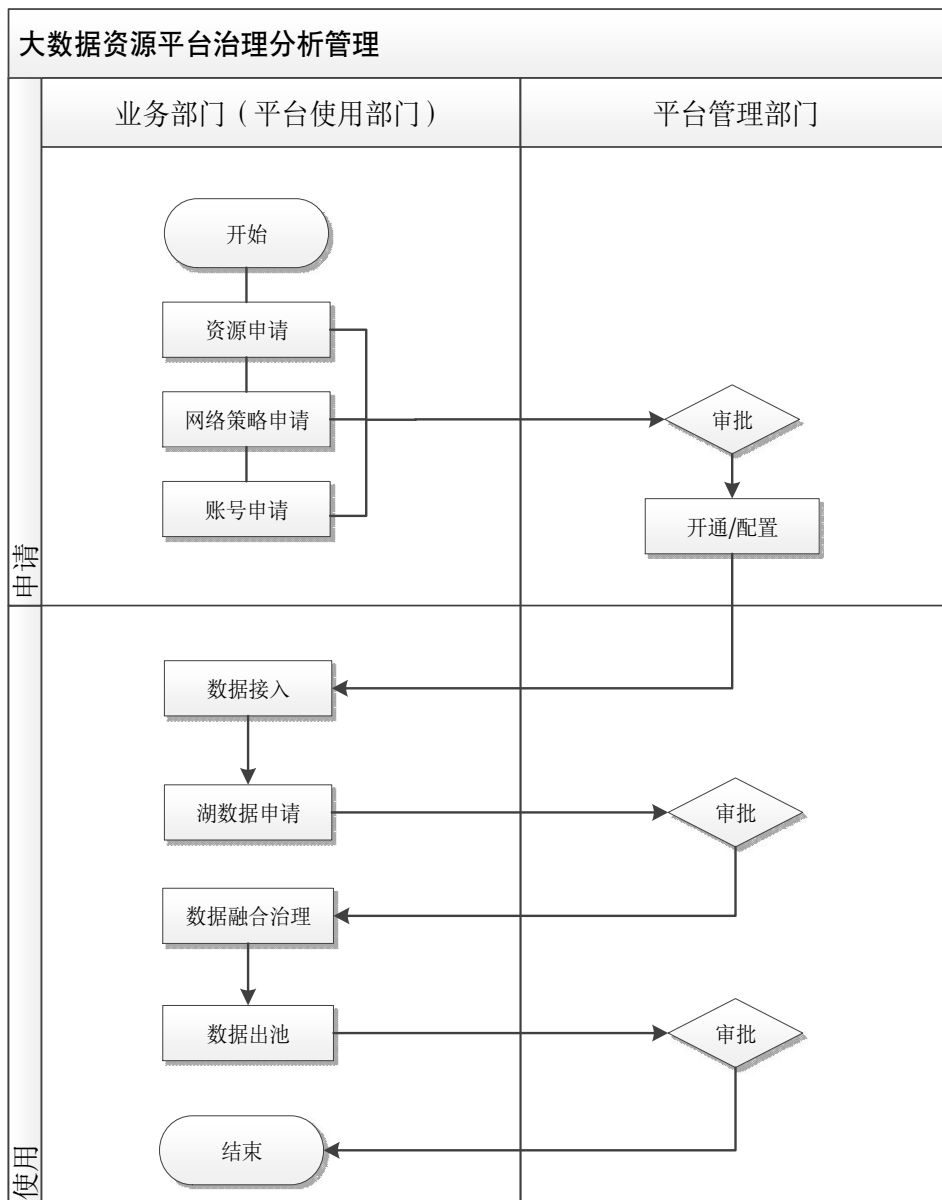 大数据资源平台治理分析管理
业务部门（平台使用部门）
平台管理部门
申请
开始
资源申请
网络策略申请
账号申请
审批
开通/配置
使用
数据接入
湖数据申请
审批
数据融合治理
数据出池
审批
结束